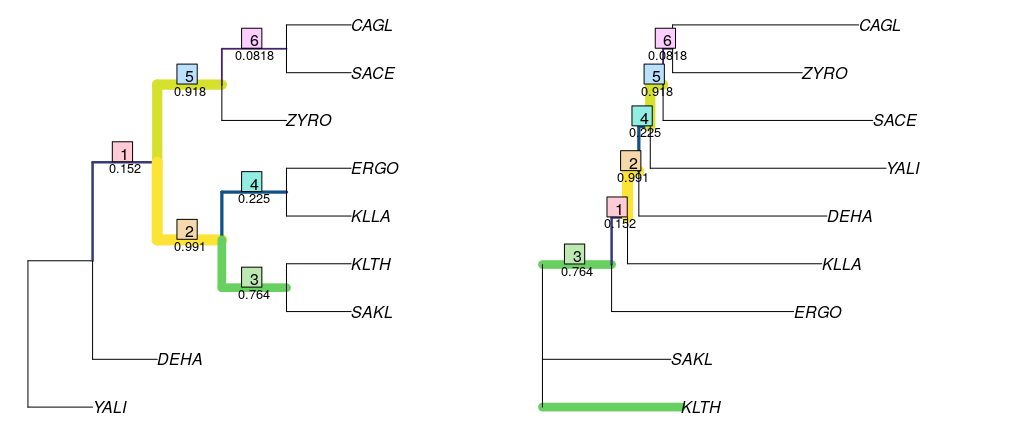 CAGL
6
0.0818
SACE
5
0.918
ZYRO
1
0.152
ERGO
4
0.225
KLLA
2
0.991
KLTH
3
0.764
SAKL
DEHA
YALI
CAGL
6
0.0818
ZYRO
5
0.918
SACE
4
0.225
YALI
2
0.991
DEHA
1
0.152
KLLA
3
0.764
ERGO
SAKL
KLTH